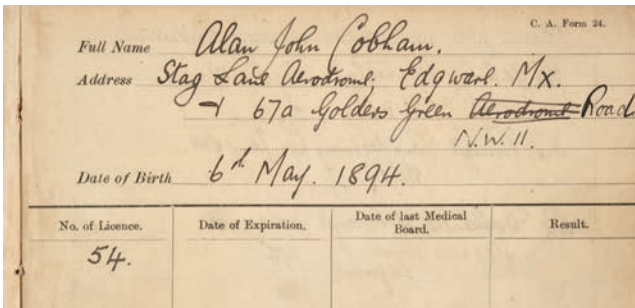 C. A. Form 24.
Full Name Alan John Cobham.
Address Stag Lane Aerodrome. Edgware. Mx.
+ 67a Golders Green Aerodrome Road
N.W. 11.
Date of Birth 6th May. 1894.
No. of Licence. Date of Expiration. Date of last Medical Board. Result.
54.